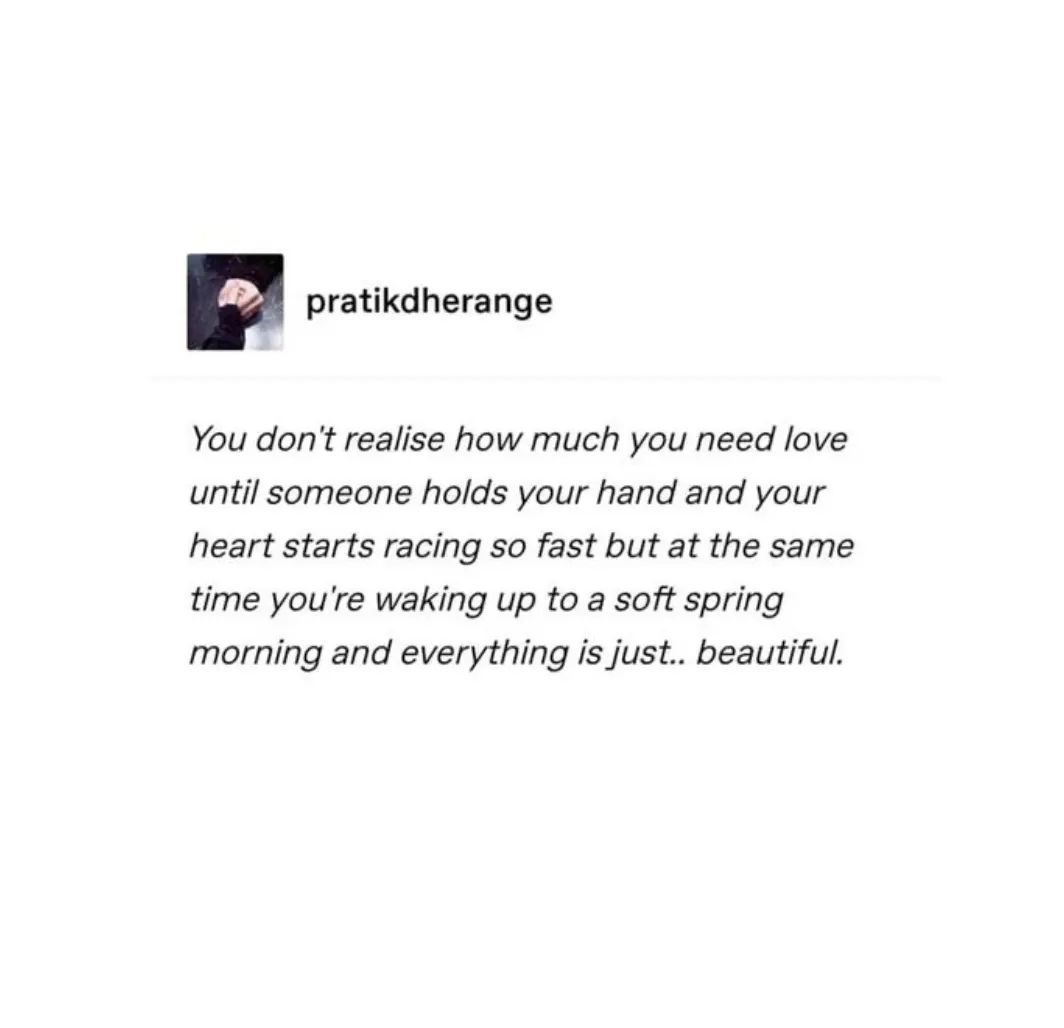 pratikdherange
You don't realise how much you need love
until someone holds your hand and your
heart starts racing so fast but at the same
time you're waking up to a soft spring
morning and everything is just.. beautiful.